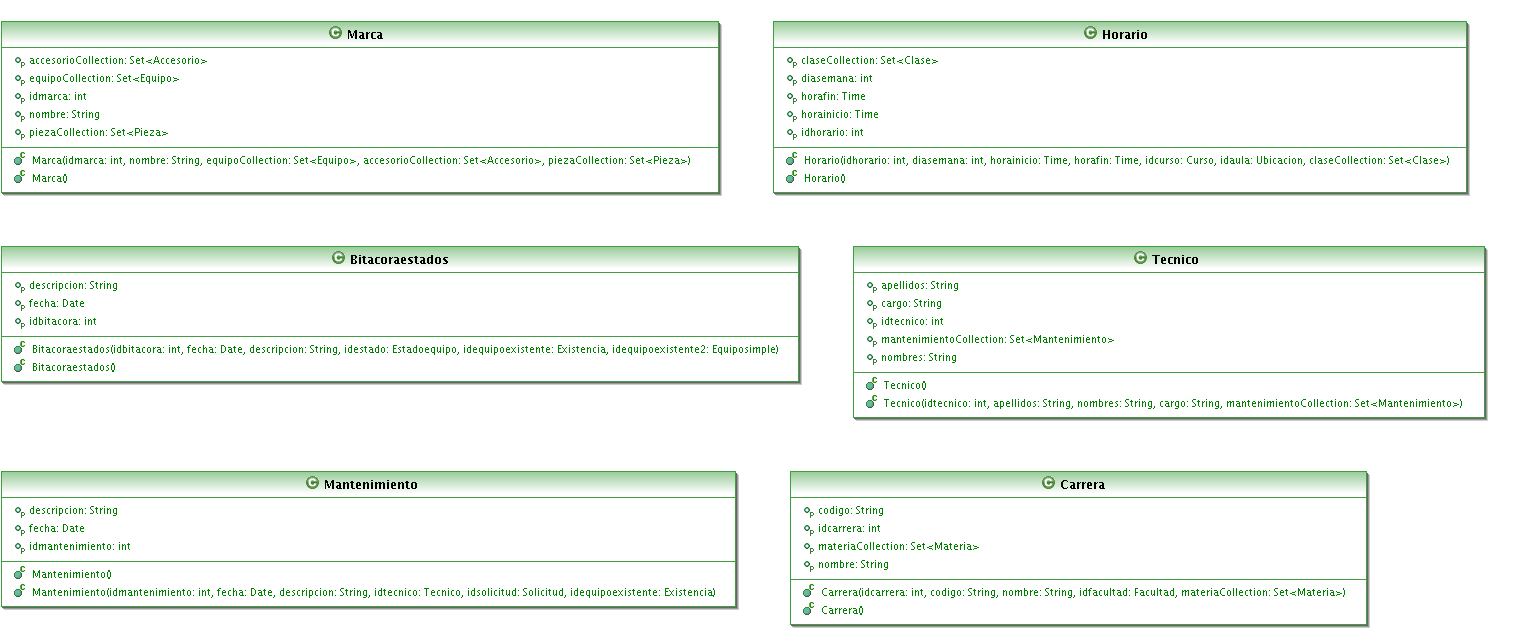 Marca
accesorioCollection: Set<Accesorio>
equipoCollection: Set<Equipo>
idmarca: int
nombre: String
piezaCollection: Set<Pieza>
Marca(idmarca: int, nombre: String, equipoCollection: Set<Equipo>, accesorioCollection: Set<Accesorio>, piezaCollection: Set<Pieza>)
Marca()
Horario
claseCollection: Set<Clase>
diasemana: int
horafin: Time
horainicio: Time
idhorario: int
Horario(idhorario: int, diasemana: int, horainicio: Time, horafin: Time, idcurso: Curso, idaula: Ubicacion, claseCollection: Set<Clase>)
Horario()
Bitacoraestados
descripcion: String
fecha: Date
idbitacora: int
Bitacoraestados(idbitacora: int, fecha: Date, descripcion: String, idestado: Estadoequipo, idequipoexistente: Existencia, idequipoexistente2: Equiposimple)
Bitacoraestados()
Tecnico
apellidos: String
cargo: String
idtecnico: int
mantenimientoCollection: Set<Mantenimiento>
nombres: String
Tecnico()
Tecnico(idtecnico: int, apellidos: String, nombres: String, cargo: String, mantenimientoCollection: Set<Mantenimiento>)
Mantenimiento
descripcion: String
fecha: Date
idmantenimiento: int
Mantenimiento()
Mantenimiento(idmantenimiento: int, fecha: Date, descripcion: String, idtecnico: Tecnico, idsolicitud: Solicitud, idequipoexistente: Existencia)
Carrera
codigo: String
idcarrera: int
materiaCollection: Set<Materia>
nombre: String
Carrera(idcarrera: int, codigo: String, nombre: String, idfacultad: Facultad, materiaCollection: Set<Materia>)
Carrera()